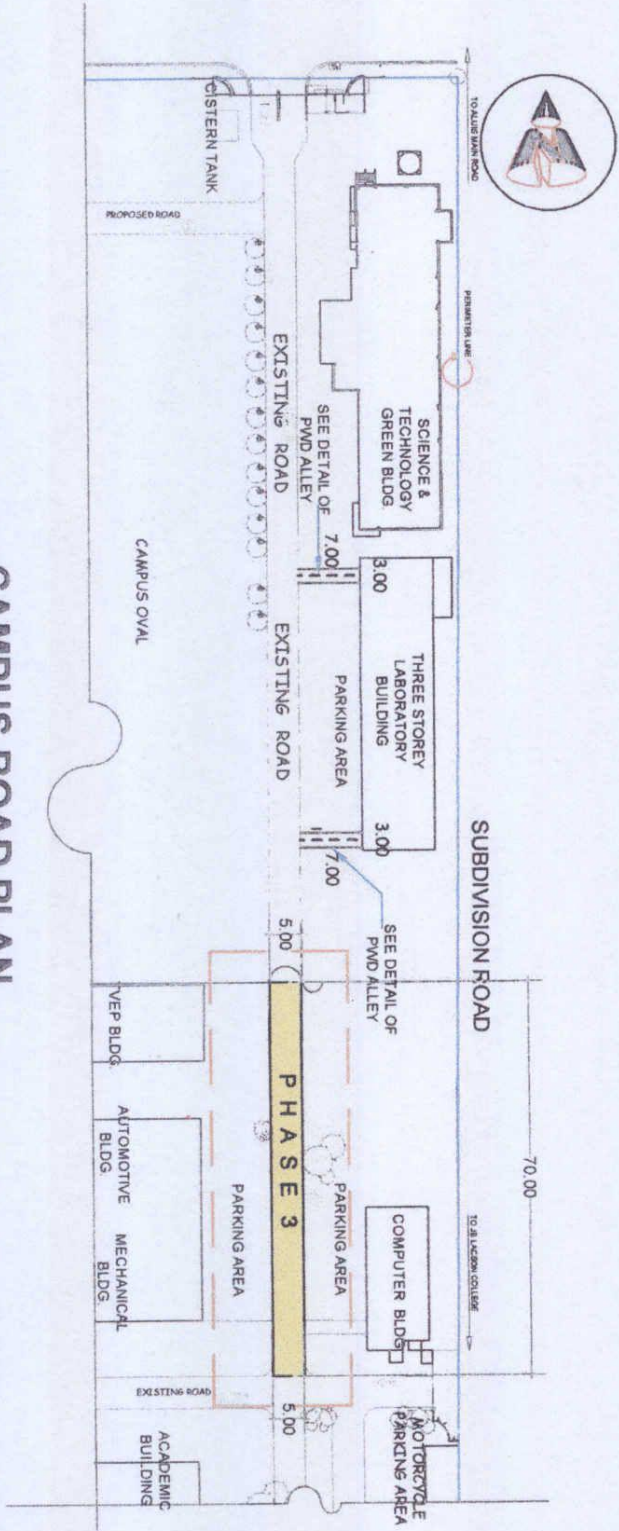 TO ALIJIS MAIN ROAD
PERIMETER LINE
SUBDIVISION ROAD
70.00
TO JB LACSON COLLEGE
SCIENCE &
TECHNOLOGY
GREEN BLDG.
THREE STOREY
LABORATORY
BUILDING
3.00
3.00
7.00
7.00
SEE DETAIL OF
PWD ALLEY
SEE DETAIL OF
PWD ALLEY
PARKING AREA
COMPUTER BLDG.
MOTORCYCLE
PARKING AREA
EXISTING ROAD
EXISTING ROAD
5.00
PHASE 3
5.00
PARKING AREA
PARKING AREA
CISTERN TANK
PROPOSED ROAD
CAMPUS OVAL
TVEP BLDG.
AUTOMOTIVE
BLDG.
MECHANICAL
BLDG.
EXISTING ROAD
ACADEMIC
BUILDING
CAMPUS ROAD PLAN